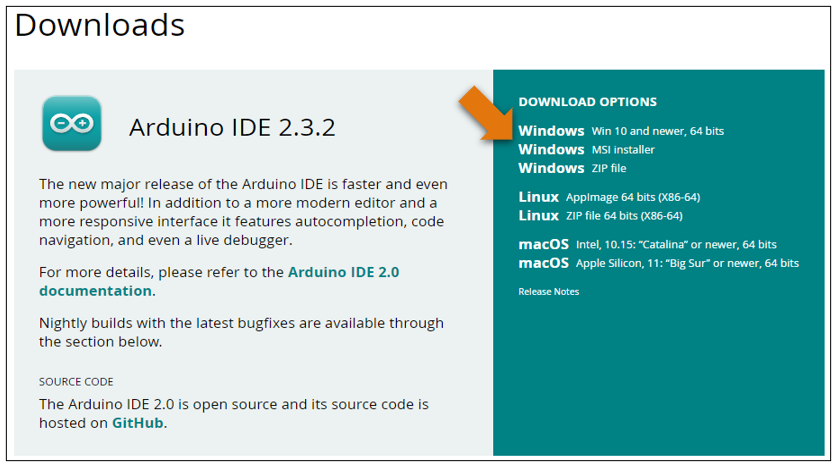 Downloads
Arduino IDE 2.3.2
The new major release of the Arduino IDE is faster and even
more powerful! In addition to a more modern editor and a
more responsive interface it features autocompletion, code
navigation, and even a live debugger.
For more details, please refer to the Arduino IDE 2.0
documentation.
Nightly builds with the latest bugfixes are available through
the section below.
SOURCE CODE
The Arduino IDE 2.0 is open source and its source code is
hosted on GitHub.
DOWNLOAD OPTIONS
Windows Win 10 and newer, 64 bits
Windows MSI installer
Windows ZIP file
Linux AppImage 64 bits (X86-64)
Linux ZIP file 64 bits (X86-64)
macOS Intel, 10.15: “Catalina” or newer, 64 bits
macOS Apple Silicon, 11: “Big Sur” or newer, 64 bits
Release Notes